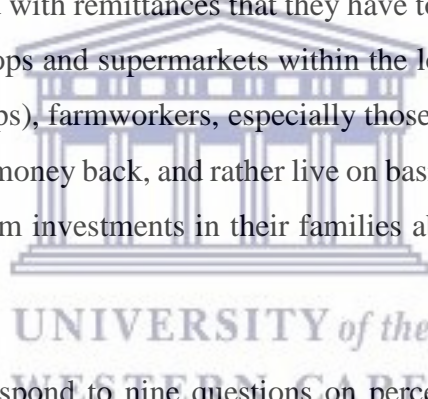 with remittances that they have to
ops and supermarkets within the lo
ps), farmworkers, especially those
money back, and rather live on bas
m investments in their families al
UNIVERSITY of the
WESTERN CAPE
spond to nine questions on perce